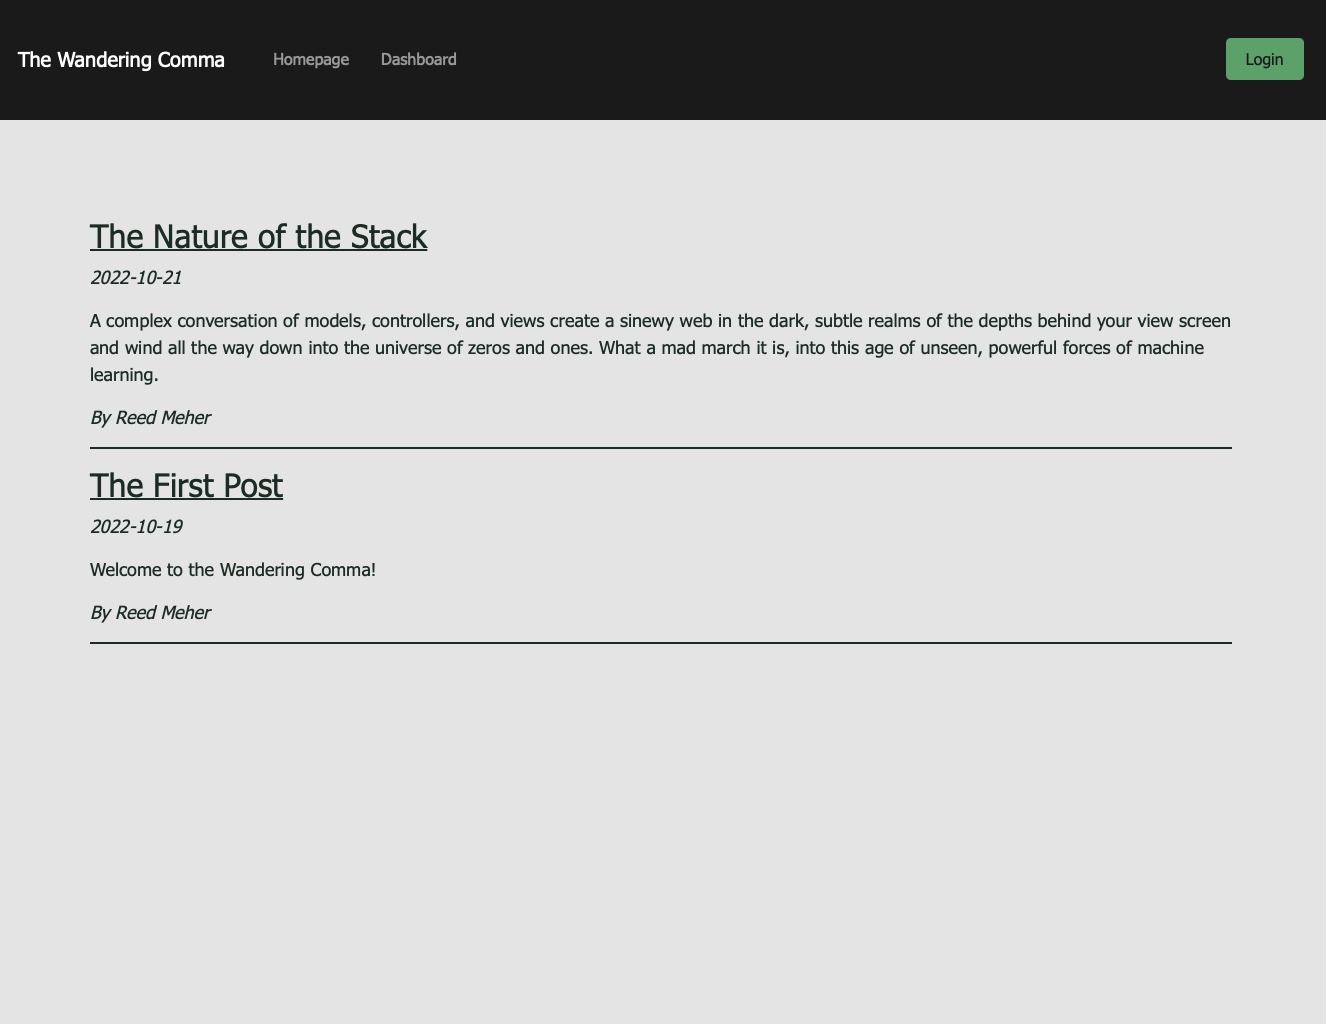 The Wandering Comma
Homepage
Dashboard
Login
The Nature of the Stack
2022-10-21
A complex conversation of models, controllers, and views create a sinewy web in the dark, subtle realms of the depths behind your view screen
and wind all the way down into the universe of zeros and ones. What a mad march it is, into this age of unseen, powerful forces of machine
learning.
By Reed Meher
The First Post
2022-10-19
Welcome to the Wandering Comma!
By Reed Meher